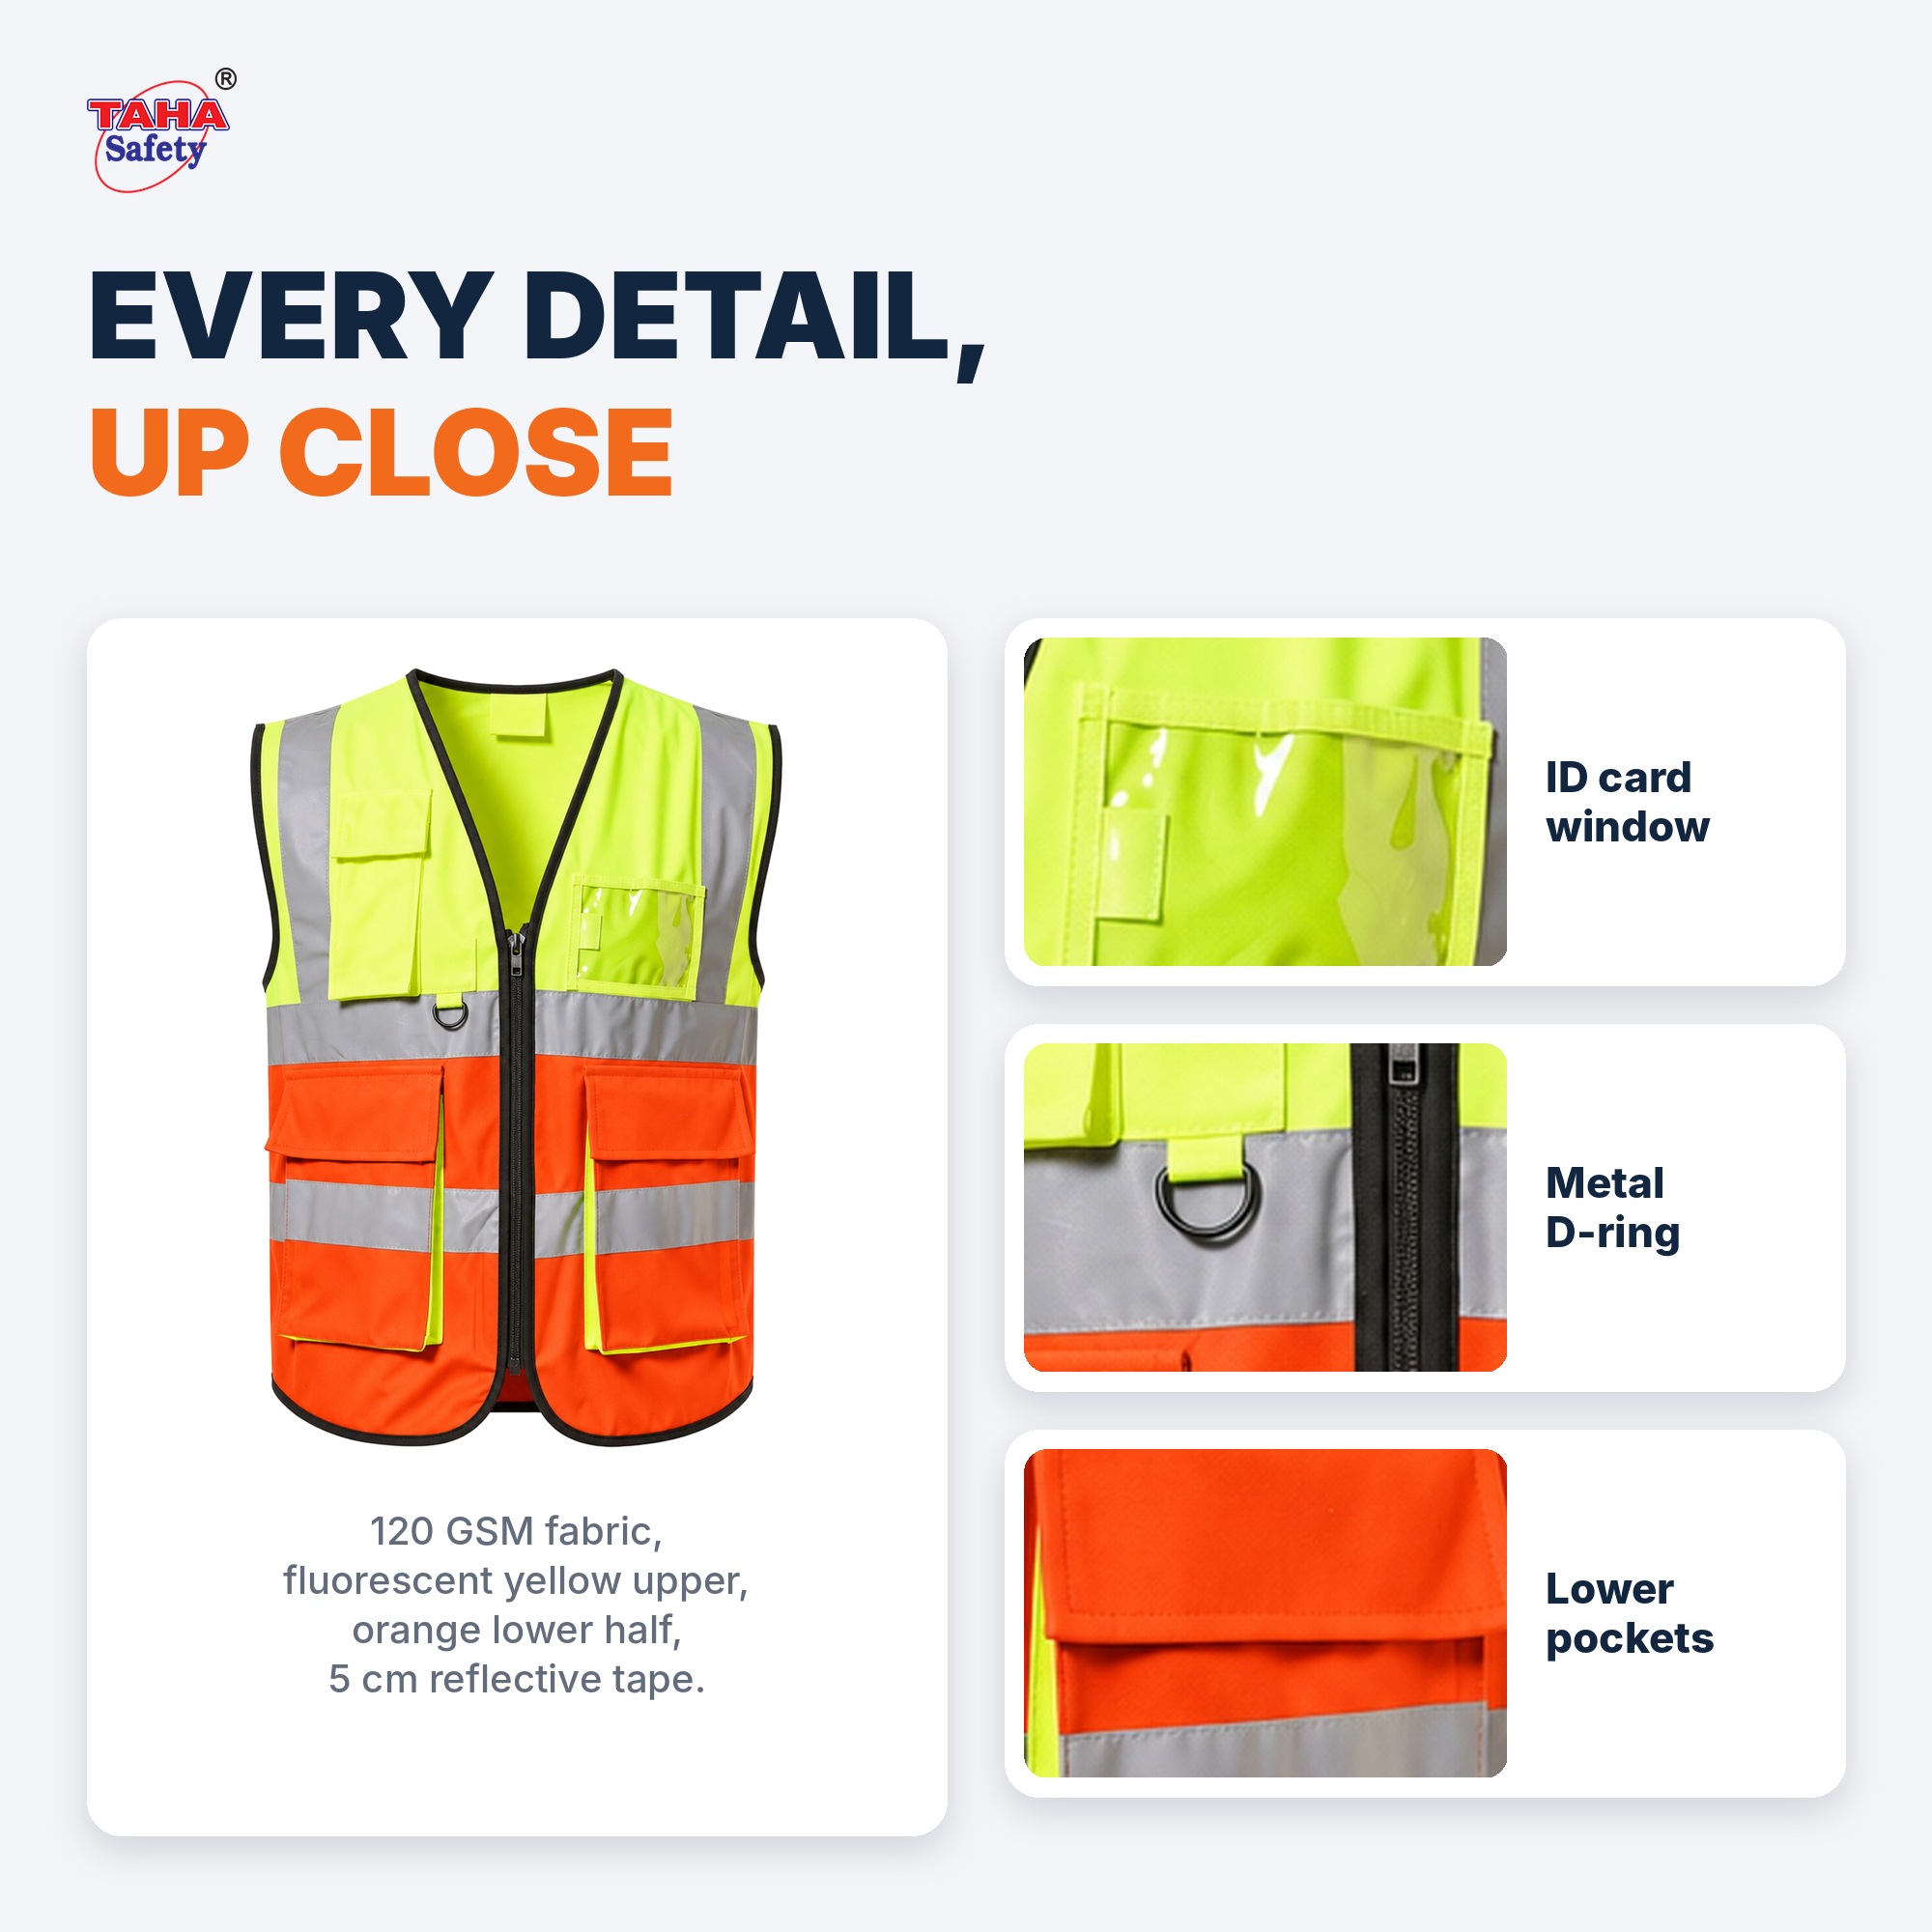 ®
TAHA
Safety
EVERY DETAIL,
UP CLOSE
120 GSM fabric,
fluorescent yellow upper,
orange lower half,
5 cm reflective tape.
ID card
window
Metal
D-ring
Lower
pockets